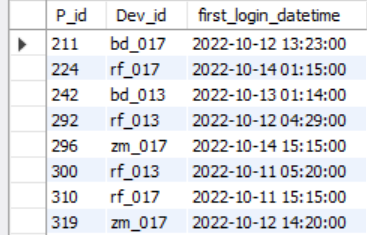 P_id Dev_id first_login_datetime
211 bd_017 2022-10-12 13:23:00
224 rf_017 2022-10-14 01:15:00
242 bd_013 2022-10-13 01:14:00
292 rf_013 2022-10-12 04:29:00
296 zm_017 2022-10-14 15:15:00
300 rf_013 2022-10-11 05:20:00
310 rf_017 2022-10-11 15:15:00
319 zm_017 2022-10-12 14:20:00